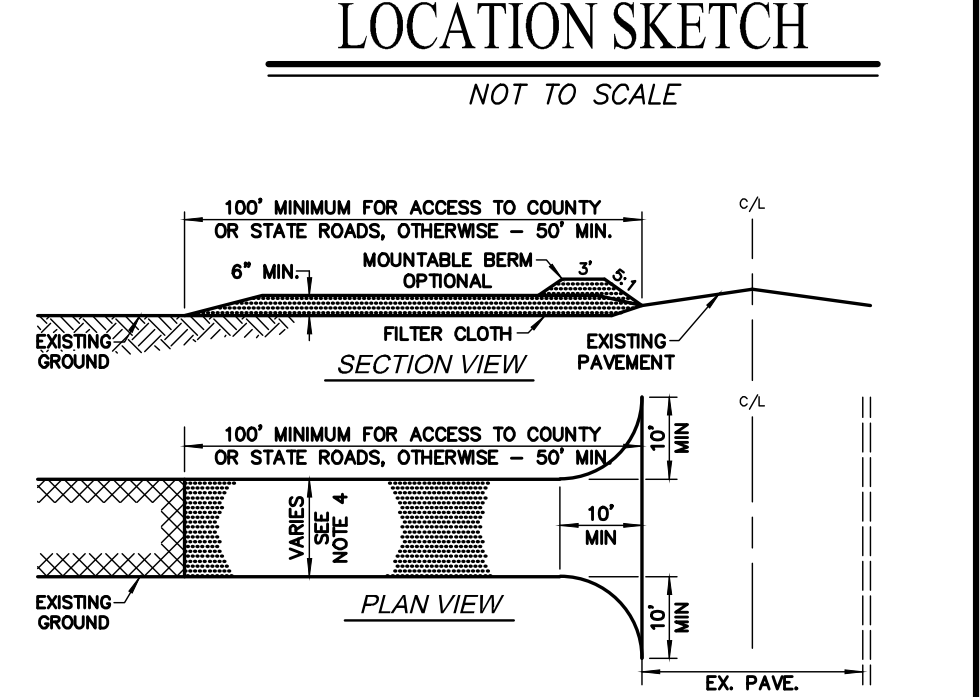 LOCATION SKETCH
NOT TO SCALE
100' MINIMUM FOR ACCESS TO COUNTY
OR STATE ROADS, OTHERWISE – 50' MIN.
C/L
MOUNTABLE BERM
OPTIONAL
3'
5:1
6" MIN.
EXISTING
GROUND
FILTER CLOTH
EXISTING
PAVEMENT
SECTION VIEW
C/L
100' MINIMUM FOR ACCESS TO COUNTY
OR STATE ROADS, OTHERWISE – 50' MIN.
10'
MIN
VARIES
SEE
NOTE 4
10'
MIN
EXISTING
GROUND
PLAN VIEW
10'
MIN
EX. PAVE.